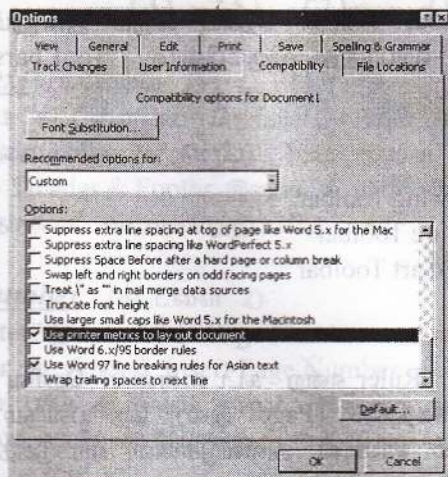 Options
View General Edit Print Save Spelling & Grammar
Track Changes User Information Compatibility File Locations
Compatibility options for Document1
Font Substitution...
Recommended options for:
Custom
Options:
Suppress extra line spacing at top of page like Word 5.x for the Mac
Suppress extra line spacing like WordPerfect 5.x
Suppress Space Before after a hard page or column break
Swap left and right borders on odd facing pages
Treat \" as "" in mail merge data sources
Truncate font height
Use larger small caps like Word 5.x for the Macintosh
Use printer metrics to lay out document
Use Word 6.x/95 border rules
Use Word 97 line breaking rules for Asian text
Wrap trailing spaces to next line
Default...
OK Cancel